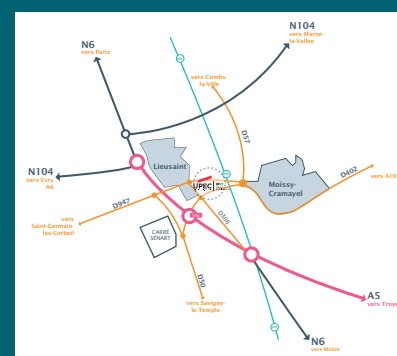 N104
vers Marne-
la-Vallée
N6
vers Paris
vers Combs-
la-Ville
D57
Lieusaint
UPEC
Moissy-
Cramayel
D402
vers A10
N104
vers Evry
A6
D947
vers
Saint-Germain-
lès-Corbeil
CARRÉ
SÉNART
D306
D50
vers Savigny-
le-Temple
A5
vers Troye
N6
vers Melun